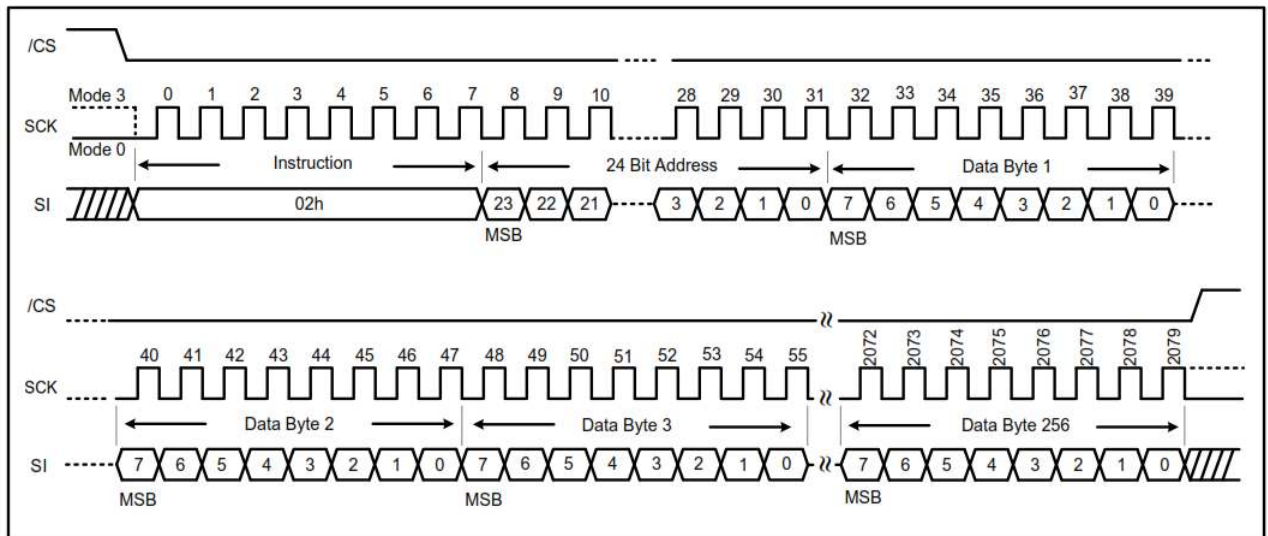 /CS
Mode 3 0 1 2 3 4 5 6 7 8 9 10 28 29 30 31 32 33 34 35 36 37 38 39
SCK
Mode 0
Instruction 24 Bit Address Data Byte 1
SI 02h 23 22 21 3 2 1 0 7 6 5 4 3 2 1 0
MSB MSB
/CS
40 41 42 43 44 45 46 47 48 49 50 51 52 53 54 55 2072 2073 2074 2075 2076 2077 2078 2079
SCK
Data Byte 2 Data Byte 3 Data Byte 256
SI 7 6 5 4 3 2 1 0 7 6 5 4 3 2 1 0 7 6 5 4 3 2 1 0
MSB MSB MSB